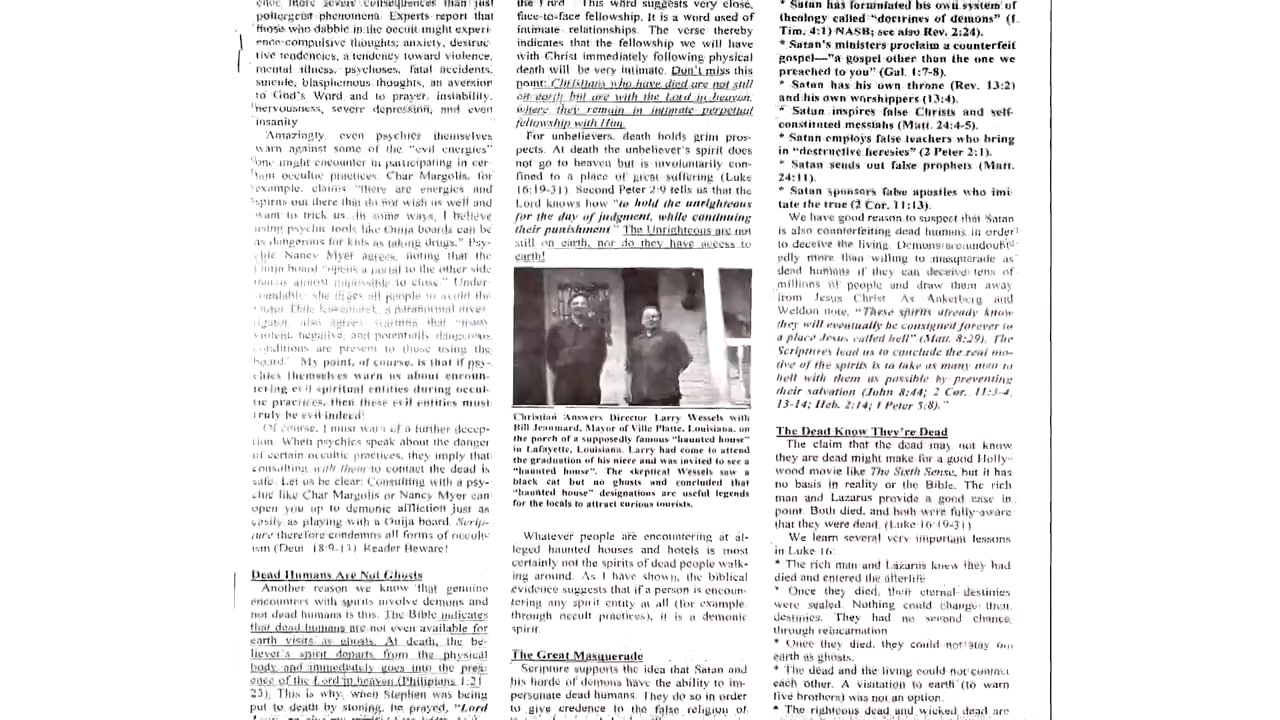 ence more severe consequences than just
poltergeist phenomena. Experts report that
those who dabble in the occult might experi-
ence compulsive thoughts, anxiety, destruc-
tive tendencies, a tendency toward violence,
mental illness, psychoses, fatal accidents,
suicide, blasphemous thoughts, an aversion
to God's Word and to prayer, instability,
nervousness, severe depression, and even
insanity
Amazingly, even psychics themselves
warn against some of the "evil energies"
one might encounter in participating in cer-
tain occultic practices. Char Margolis, for
example, claims "there are energies and
spirits out there that do not wish us well and
want to trick us...in some ways, I believe
using psychic tools like Ouija boards can be
as dangerous for kids as taking drugs." Psy-
chic Nancy Myer agrees, noting that the
Ouija board "opens a portal to the other side
that is almost impossible to close." Under-
standably, she urges all people to avoid the
Ouija. Dale a paranormal inves-
tigator also agrees warning that "many
violent, negative, and potentially dangerous
conditions are present to those using the
board." My point, of course, is that if psy-
chics themselves warn us about encoun-
tering evil spiritual entities during occul-
tic practices, then these evil entities must
truly be evil indeed!
Of course, I must warn of a further decep-
tion. When psychics speak about the danger
of certain occultic practices, they imply that
consulting with them to contact the dead is
safe. Let us be clear: Consulting with a psy-
chic like Char Margolis or Nancy Myer can
open you up to demonic affliction just as
easily as playing with a Ouija board. Scrip-
ture therefore condemns all forms of occult-
ism (Deut. 18:9-13). Reader Beware!
Dead Humans Are Not Ghosts
Another reason we know that genuine
encounters with spirits involve demons and
not dead humans is this. The Bible indicates
that dead humans are not even available for
earth visits as ghosts. At death, the be-
liever's spirit departs from the physical
body and immediately goes into the pres-
ence of the Lord in heaven (Philipians 1:21
23). This is why, when Stephen was being
put to death by stoning, he prayed, "Lord
the Lord". This word suggests very close,
face-to-face fellowship. It is a word used of
intimate relationships. The verse thereby
indicates that the fellowship we will have
with Christ immediately following physical
death will be very intimate. Don't miss this
point: Christians who have died are not still
on earth but are with the Lord in heaven,
where they remain in intimate perpetual
fellowship with Him.
For unbelievers, death holds grim pros-
pects. At death the unbeliever's spirit does
not go to heaven but is involuntarily con-
fined to a place of great suffering (Luke
16:19-31). Second Peter 2:9 tells us that the
Lord knows how "to hold the unrighteous
for the day of judgment, while continuing
their punishment." The Unrighteous are not
still on earth, nor do they have access to
earth!
Christian Answers Director Larry Wessels with
Bill Jeanmard, Mayor of Ville Platte, Louisiana, on
the porch of a supposedly famous "haunted house"
in Lafayette, Louisiana. Larry had come to attend
the graduation of his niece and was invited to see a
"haunted house". The skeptical Wessels saw a
black cat but no ghosts and concluded that
"haunted house" designations are useful legends
for the locals to attract curious tourists.
Whatever people are encountering at al-
leged haunted houses and hotels is most
certainly not the spirits of dead people walk-
ing around. As I have shown, the biblical
evidence suggests that if a person is encoun-
tering any spirit entity at all (for example
through occult practices), it is a demonic
spirit.
The Great Masquerade
Scripture supports the idea that Satan and
his horde of demons have the ability to im-
personate dead humans. They do so in order
to give credence to the false religion of
* Satan has formulated his own system of
theology called "doctrines of demons" (1.
Tim. 4:1) NASB; see also Rev. 2:24).
* Satan's ministers proclaim a counterfeit
gospel—"a gospel other than the one we
preached to you" (Gal. 1:7-8).
* Satan has his own throne (Rev. 13:2)
and his own worshippers (13:4).
* Satan inspires false Christs and self-
constituted messiahs (Matt. 24:4-5).
* Satan employs false teachers who bring
in "destructive heresies" (2 Peter 2:1).
* Satan sends out false prophets (Matt.
24:11).
* Satan sponsors false apostles who imi
tate the true (2 Cor. 11:13).
We have good reason to suspect that Satan
is also counterfeiting dead humans in order
to deceive the living. Demons are undoubt-
edly more than willing to masquerade as
dead humans if they can deceive tens of
millions of people and draw them away
from Jesus Christ. As Ankerberg and
Weldon note, "These spirits already know
they will eventually be consigned forever to
a place Jesus called hell" (Matt. 8:29). The
Scriptures lead us to conclude the real mo-
tive of the spirits is to take as many men to
hell with them as possible by preventing
their salvation (John 8:44; 2 Cor. 11:3-4,
13-14; Heb. 2:14; 1 Peter 5:8)."
The Dead Know They're Dead
The claim that the dead may not know
they are dead might make for a good Holly-
wood movie like The Sixth Sense, but it has
no basis in reality or the Bible. The rich
man and Lazarus provide a good case in
point. Both died, and both were fully aware
that they were dead. (Luke 16:19-31)
We learn several very important lessons
in Luke 16:
* The rich man and Lazarus knew they had
died and entered the afterlife
* Once they died, their eternal destinies
were sealed. Nothing could change their
destinies. They had no second chance
through reincarnation
* Once they died, they could not stay on
earth as ghosts.
* The dead and the living could not contact
each other. A visitation to earth (to warn
five brothers) was not an option.
* The righteous dead and wicked dead are